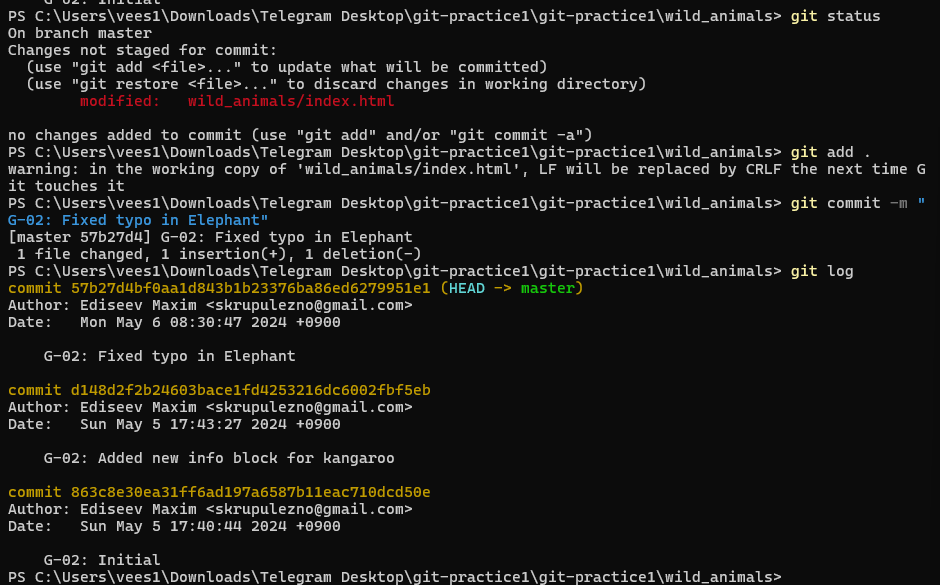 G-02: Initial
PS C:\Users\vees1\Downloads\Telegram Desktop\git-practice1\git-practice1\wild_animals> git status
On branch master
Changes not staged for commit:
  (use "git add <file>..." to update what will be committed)
  (use "git restore <file>..." to discard changes in working directory)
        modified:   wild_animals/index.html

no changes added to commit (use "git add" and/or "git commit -a")
PS C:\Users\vees1\Downloads\Telegram Desktop\git-practice1\git-practice1\wild_animals> git add .
warning: in the working copy of 'wild_animals/index.html', LF will be replaced by CRLF the next time G
it touches it
PS C:\Users\vees1\Downloads\Telegram Desktop\git-practice1\git-practice1\wild_animals> git commit -m "
G-02: Fixed typo in Elephant"
[master 57b27d4] G-02: Fixed typo in Elephant
 1 file changed, 1 insertion(+), 1 deletion(-)
PS C:\Users\vees1\Downloads\Telegram Desktop\git-practice1\git-practice1\wild_animals> git log
commit 57b27d4bf0aa1d843b1b23376ba86ed6279951e1 (HEAD -> master)
Author: Ediseev Maxim <skrupulezno@gmail.com>
Date:   Mon May 6 08:30:47 2024 +0900

    G-02: Fixed typo in Elephant

commit d148d2f2b24603bace1fd4253216dc6002fbf5eb
Author: Ediseev Maxim <skrupulezno@gmail.com>
Date:   Sun May 5 17:43:27 2024 +0900

    G-02: Added new info block for kangaroo

commit 863c8e30ea31ff6ad197a6587b11eac710dcd50e
Author: Ediseev Maxim <skrupulezno@gmail.com>
Date:   Sun May 5 17:40:44 2024 +0900

    G-02: Initial
PS C:\Users\vees1\Downloads\Telegram Desktop\git-practice1\git-practice1\wild_animals>